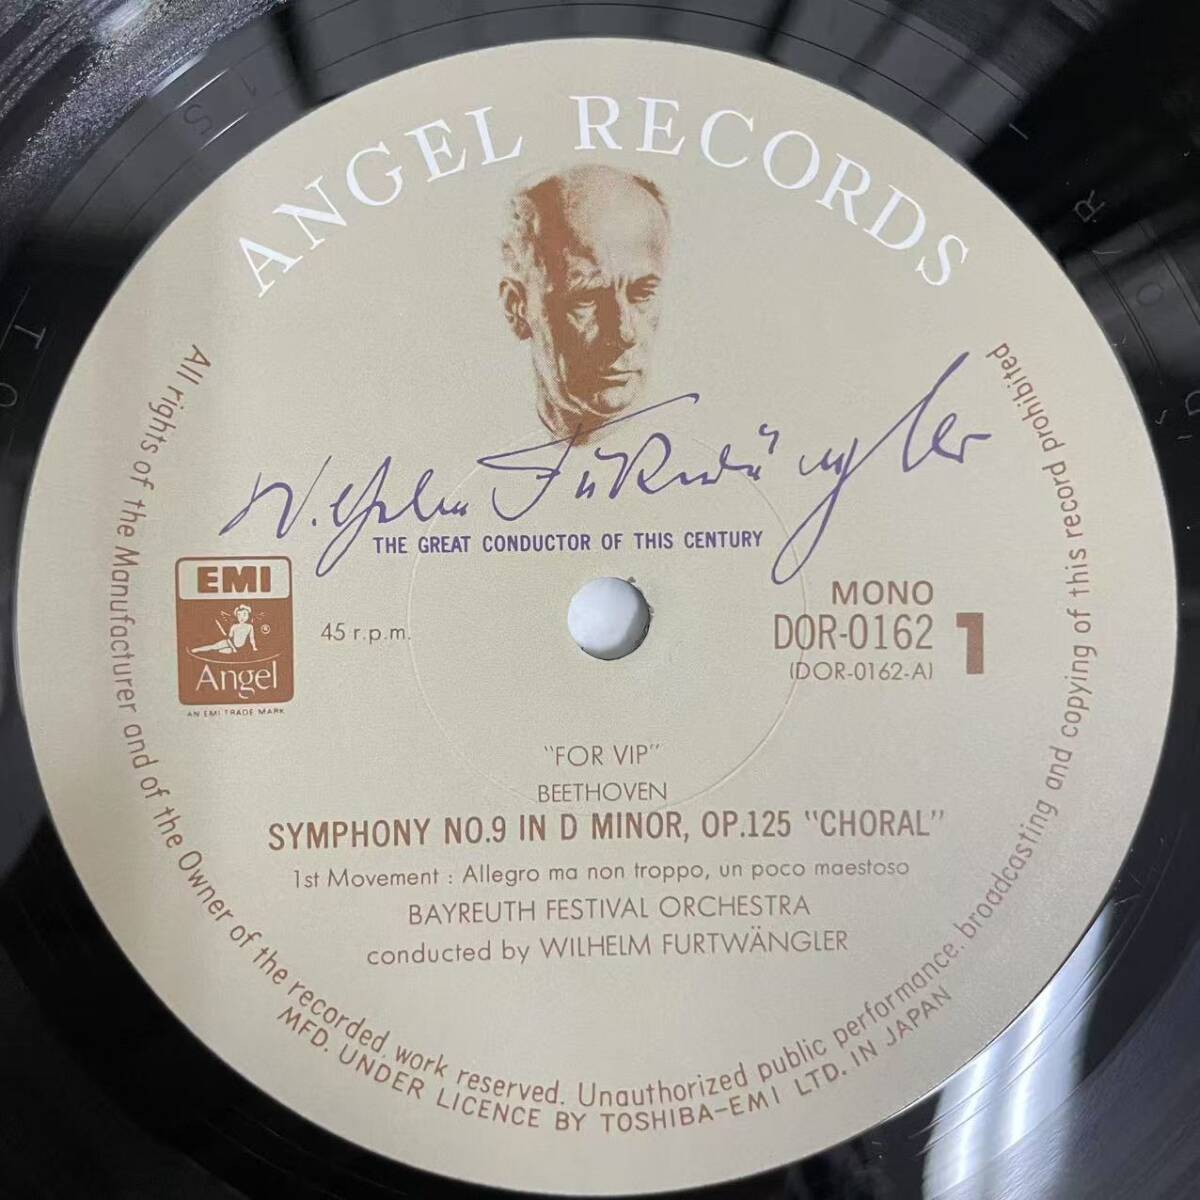 ANGEL RECORDS
Wilhelm Furtwängler
THE GREAT CONDUCTOR OF THIS CENTURY
EMI
®
Angel
AN EMI TRADE MARK
45 r.p.m.
MONO
DOR-0162
(DOR-0162-A)
1
"FOR VIP"
BEETHOVEN
SYMPHONY NO.9 IN D MINOR, OP.125 "CHORAL"
1st Movement : Allegro ma non troppo, un poco maestoso
BAYREUTH FESTIVAL ORCHESTRA
conducted by WILHELM FURTWÄNGLER
All rights of the Manufacturer and of the Owner of the recorded work reserved. Unauthorized public performance. broadcasting and copying of this record prohibited
MFD. UNDER LICENCE BY TOSHIBA-EMI LTD. IN JAPAN